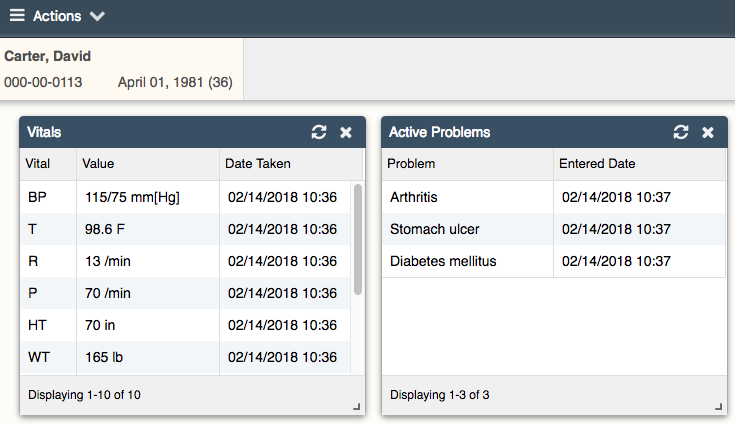 Actions
Carter, David
000-00-0113 April 01, 1981 (36)
Vitals
Vital Value Date Taken
BP 115/75 mm[Hg] 02/14/2018 10:36
T 98.6 F 02/14/2018 10:36
R 13 /min 02/14/2018 10:36
P 70 /min 02/14/2018 10:36
HT 70 in 02/14/2018 10:36
WT 165 lb 02/14/2018 10:36
Displaying 1-10 of 10
Active Problems
Problem Entered Date
Arthritis 02/14/2018 10:37
Stomach ulcer 02/14/2018 10:37
Diabetes mellitus 02/14/2018 10:37
Displaying 1-3 of 3